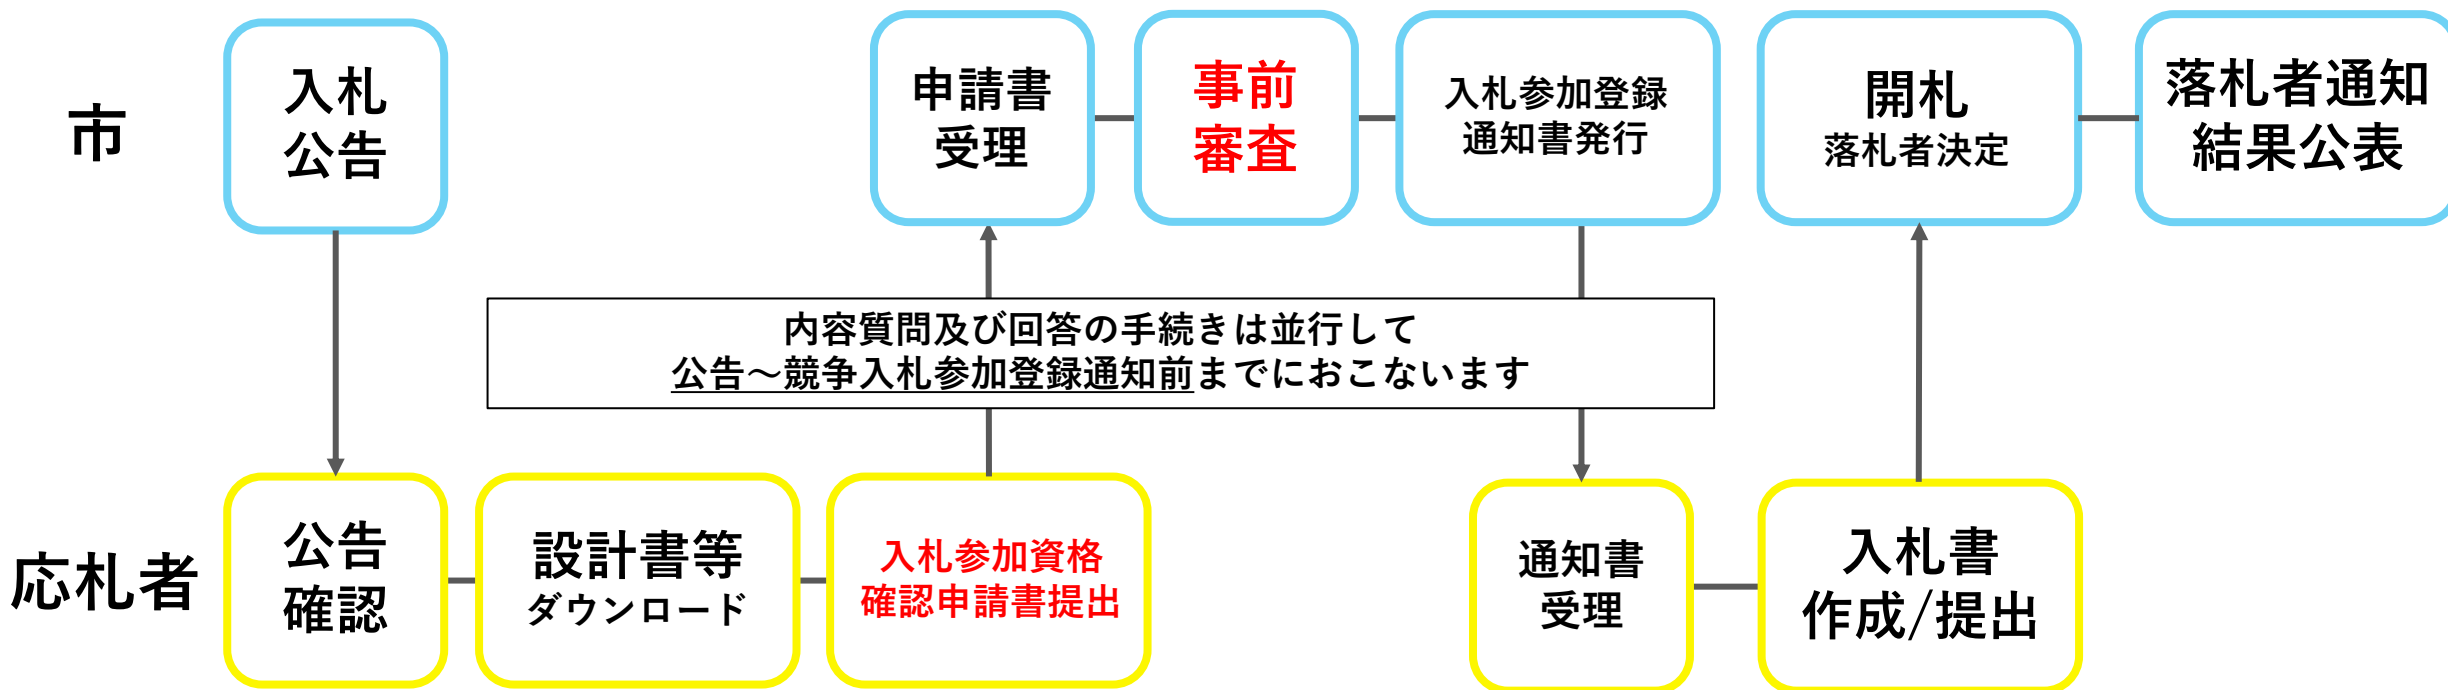 市
入札
公告
申請書
受理
事前
審査
入札参加登録
通知書発行
開札
落札者決定
落札者通知
結果公表
内容質問及び回答の手続きは並行して
公告～競争入札参加登録通知前までにおこないます
応札者
公告
確認
設計書等
ダウンロード
入札参加資格
確認申請書提出
通知書
受理
入札書
作成/提出